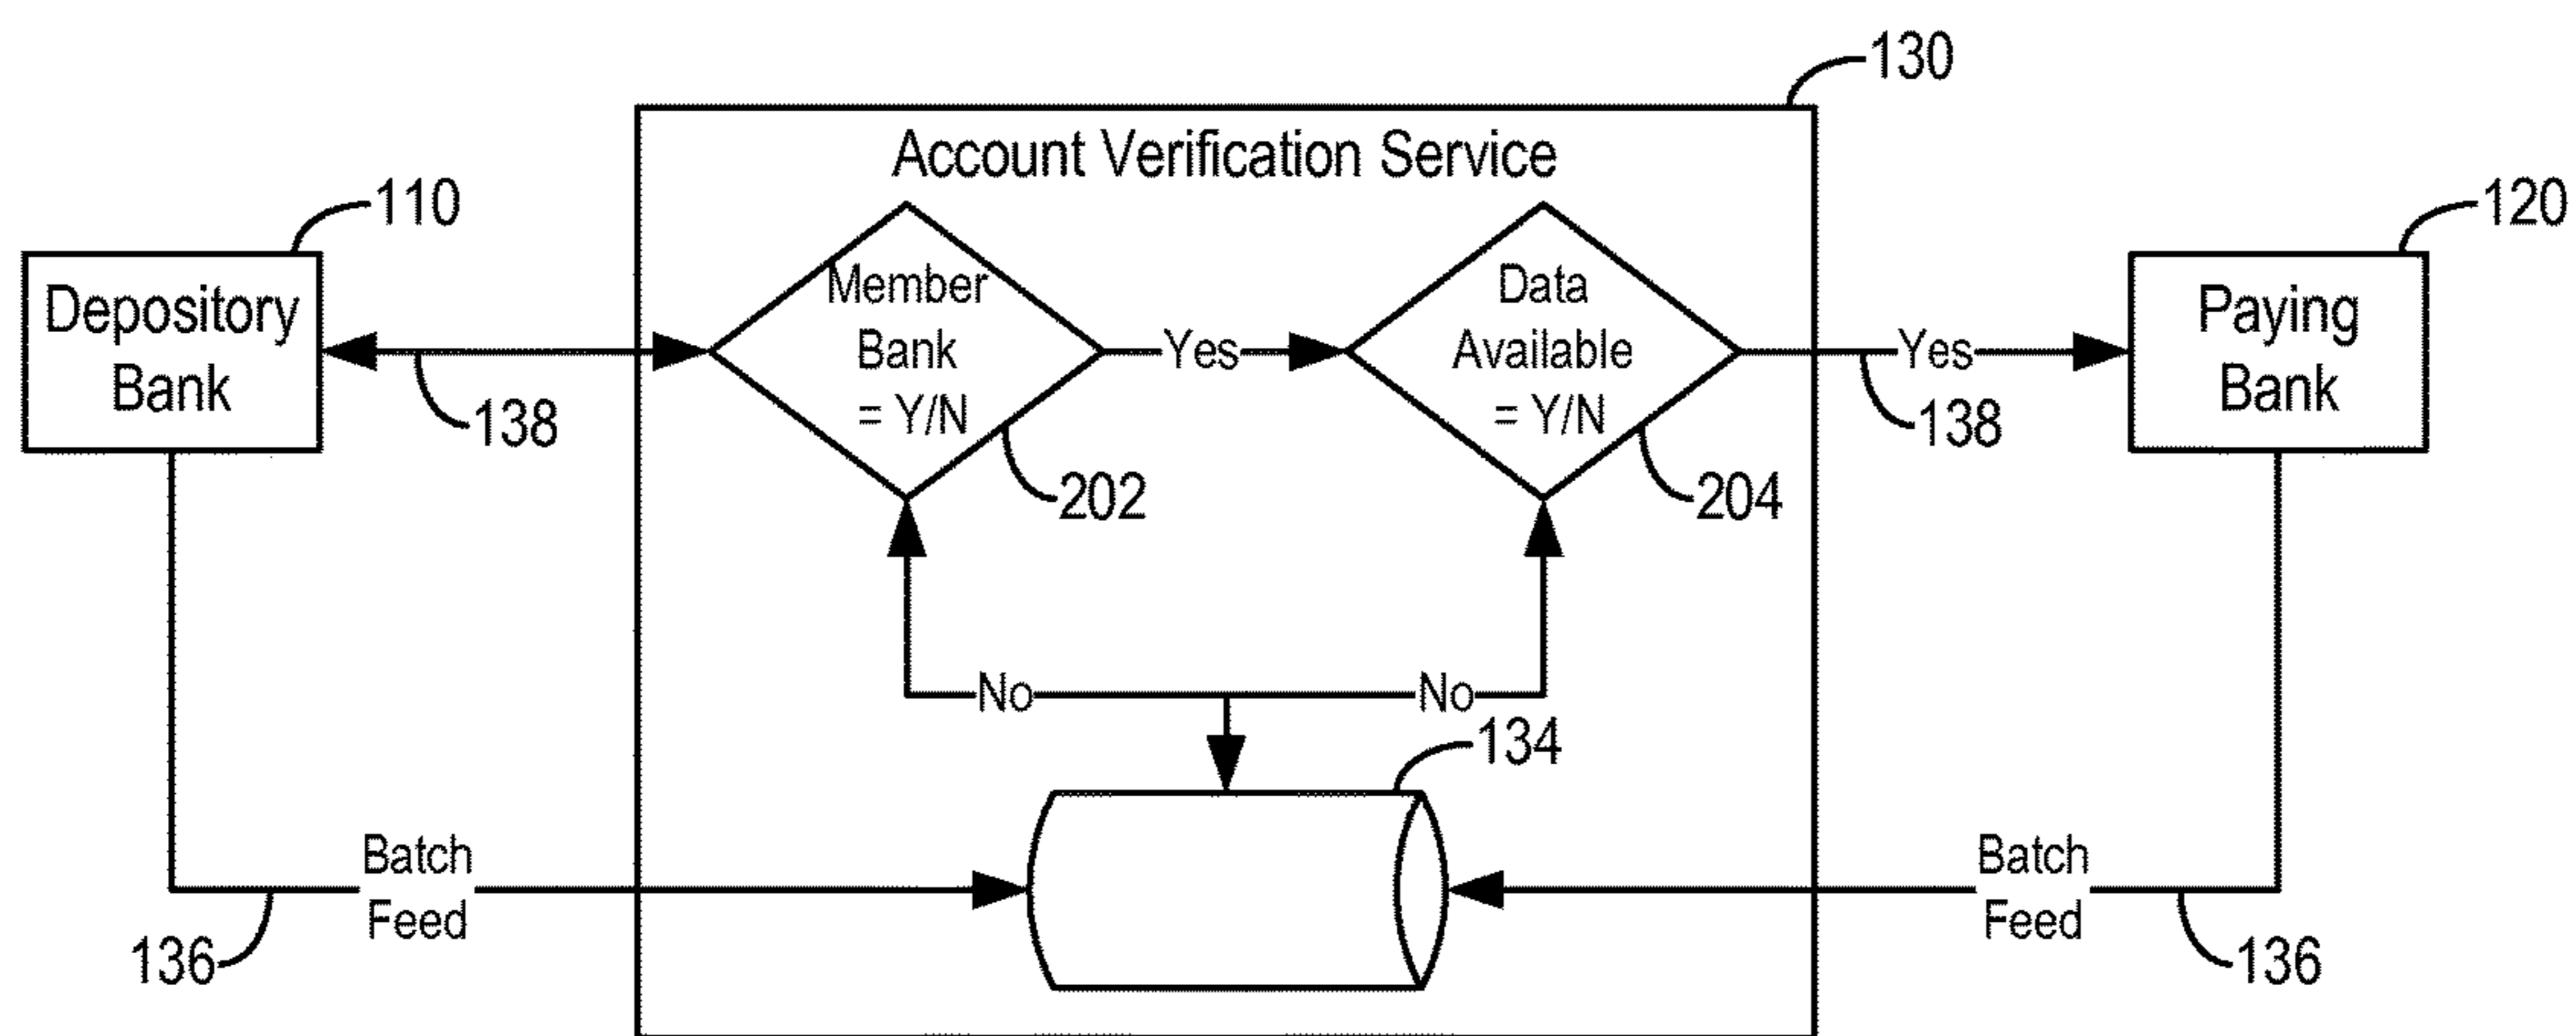 130
Account Verification Service
110
120
Depository
Bank
138
Member
Bank
= Y/N
202
Yes
Data
Available
= Y/N
204
Yes
138
Paying
Bank
No
No
134
Batch
Feed
136
Batch
Feed
136